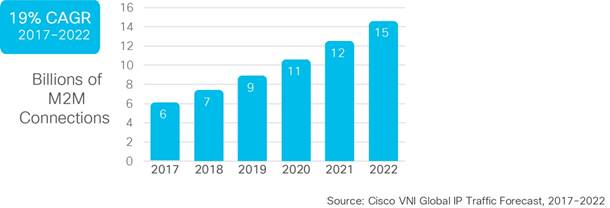 19% CAGR
2017–2022
Billions of
M2M
Connections
16
14
12
10
8
6
4
2
0
6
7
9
11
12
15
2017 2018 2019 2020 2021 2022
Source: Cisco VNI Global IP Traffic Forecast, 2017–2022